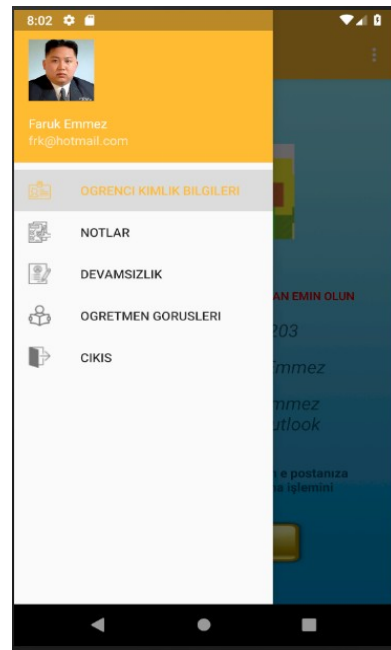 8:02
Faruk Emmez
frk@hotmail.com
OGRENCI KIMLIK BILGILERI
NOTLAR
DEVAMSIZLIK
OGRETMEN GORUSLERI
CIKIS
AN EMIN OLUN
203
Emmez
mmez
utlook
e postanıza
işlemini